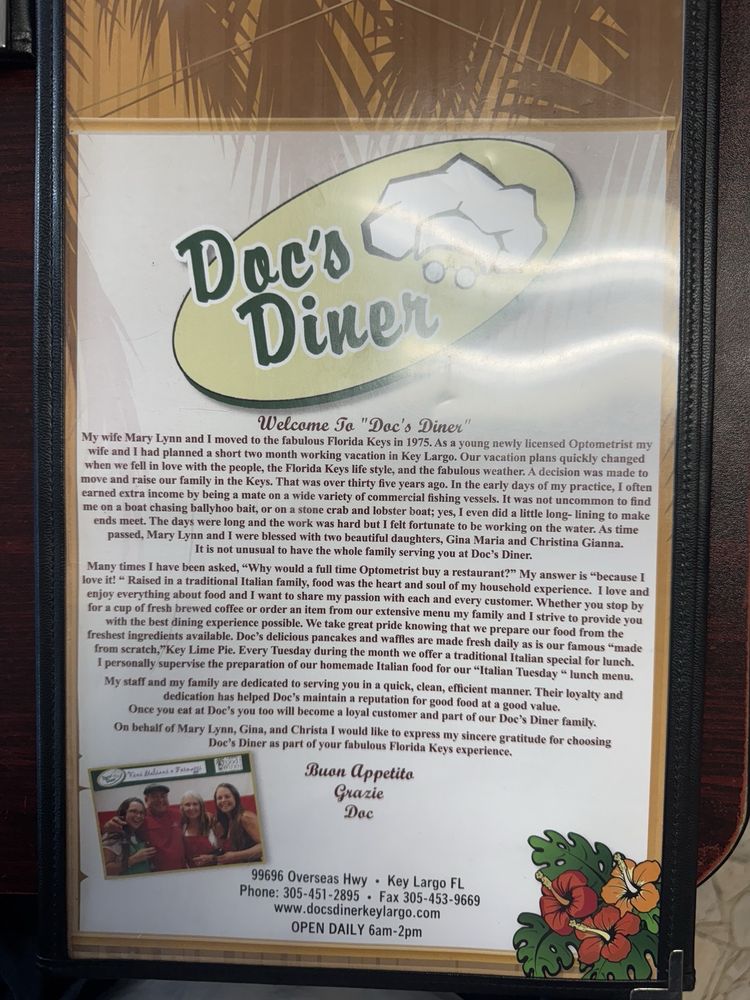 Doc's
Diner
Welcome To "Doc's Diner"
My wife Mary Lynn and I moved to the fabulous Florida Keys in 1975. As a young newly licensed Optometrist my
wife and I had planned a short two month working vacation in Key Largo. Our vacation plans quickly changed
when we fell in love with the people, the Florida Keys life style, and the fabulous weather. A decision was made to
move and raise our family in the Keys. That was over thirty five years ago. In the early days of my practice, I often
earned extra income by being a mate on a wide variety of commercial fishing vessels. It was not uncommon to find
me on a boat chasing ballyhoo bait, or on a stone crab and lobster boat; yes, I even did a little long- lining to make
ends meet. The days were long and the work was hard but I felt fortunate to be working on the water. As time
passed, Mary Lynn and I were blessed with two beautiful daughters, Gina Maria and Christina Gianna.
It is not unusual to have the whole family serving you at Doc's Diner.
Many times I have been asked, “Why would a full time Optometrist buy a restaurant?” My answer is “because I
love it! “ Raised in a traditional Italian family, food was the heart and soul of my household experience. I love and
enjoy everything about food and I want to share my passion with each and every customer. Whether you stop by
for a cup of fresh brewed coffee or order an item from our extensive menu my family and I strive to provide you
with the best dining experience possible. We take great pride knowing that we prepare our food from the
freshest ingredients available. Doc's delicious pancakes and waffles are made fresh daily as is our famous “made
from scratch,”Key Lime Pie. Every Tuesday during the month we offer a traditional Italian special for lunch.
I personally supervise the preparation of our homemade Italian food for our “Italian Tuesday “ lunch menu.
My staff and my family are dedicated to serving you in a quick, clean, efficient manner. Their loyalty and
dedication has helped Doc's maintain a reputation for good food at a good value.
Once you eat at Doc's you too will become a loyal customer and part of our Doc's Diner family.
On behalf of Mary Lynn, Gina, and Christa I would like to express my sincere gratitude for choosing
Doc's Diner as part of your fabulous Florida Keys experience.
Buon Appetito
Grazie
Doc
99696 Overseas Hwy • Key Largo FL
Phone: 305-451-2895 • Fax 305-453-9669
www.docsdinerkeylargo.com
OPEN DAILY 6am-2pm